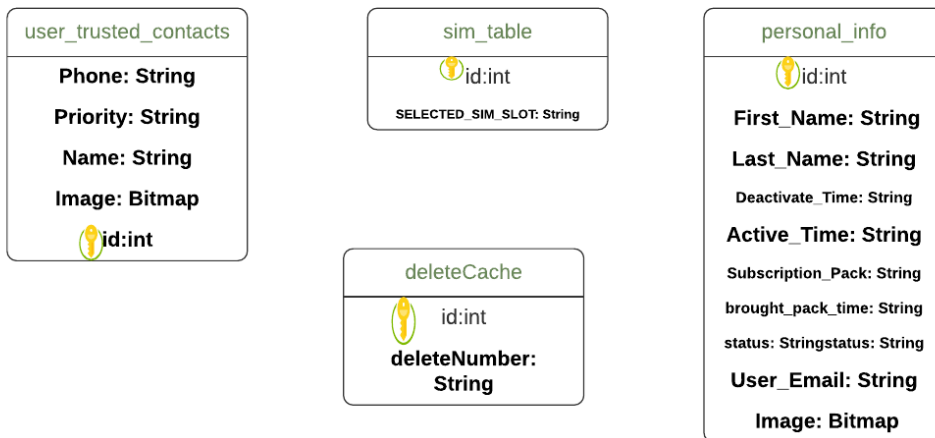 user_trusted_contacts
Phone: String
Priority: String
Name: String
Image: Bitmap
id:int
sim_table
id:int
SELECTED_SIM_SLOT: String
deleteCache
id:int
deleteNumber:
String
personal_info
id:int
First_Name: String
Last_Name: String
Deactivate_Time: String
Active_Time: String
Subscription_Pack: String
brought_pack_time: String
status: Stringstatus: String
User_Email: String
Image: Bitmap